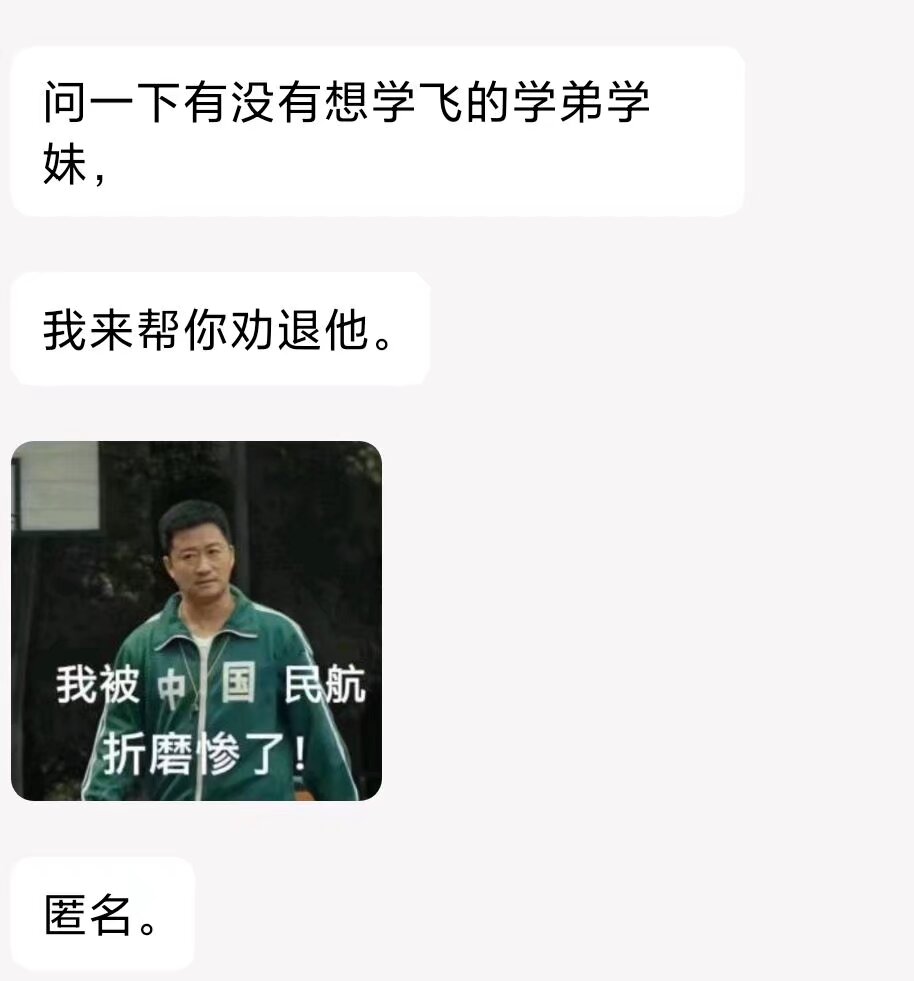 问一下有没有想学飞的学弟学
妹，
我来帮你劝退他。
我被 中 国 民航
折磨惨了！
匿名。